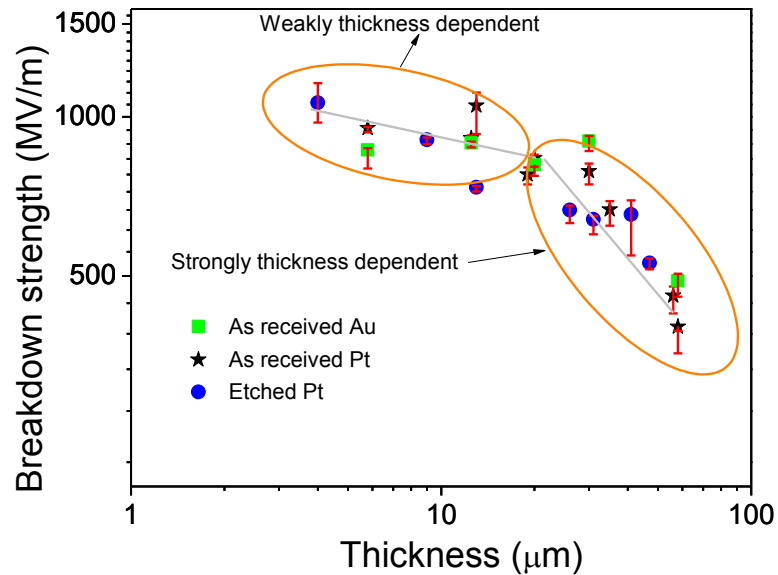 1500
Weakly thickness dependent
1000
Breakdown strength (MV/m)
Strongly thickness dependent
500
As received Au
As received Pt
Etched Pt
1
10
100
Thickness (μm)